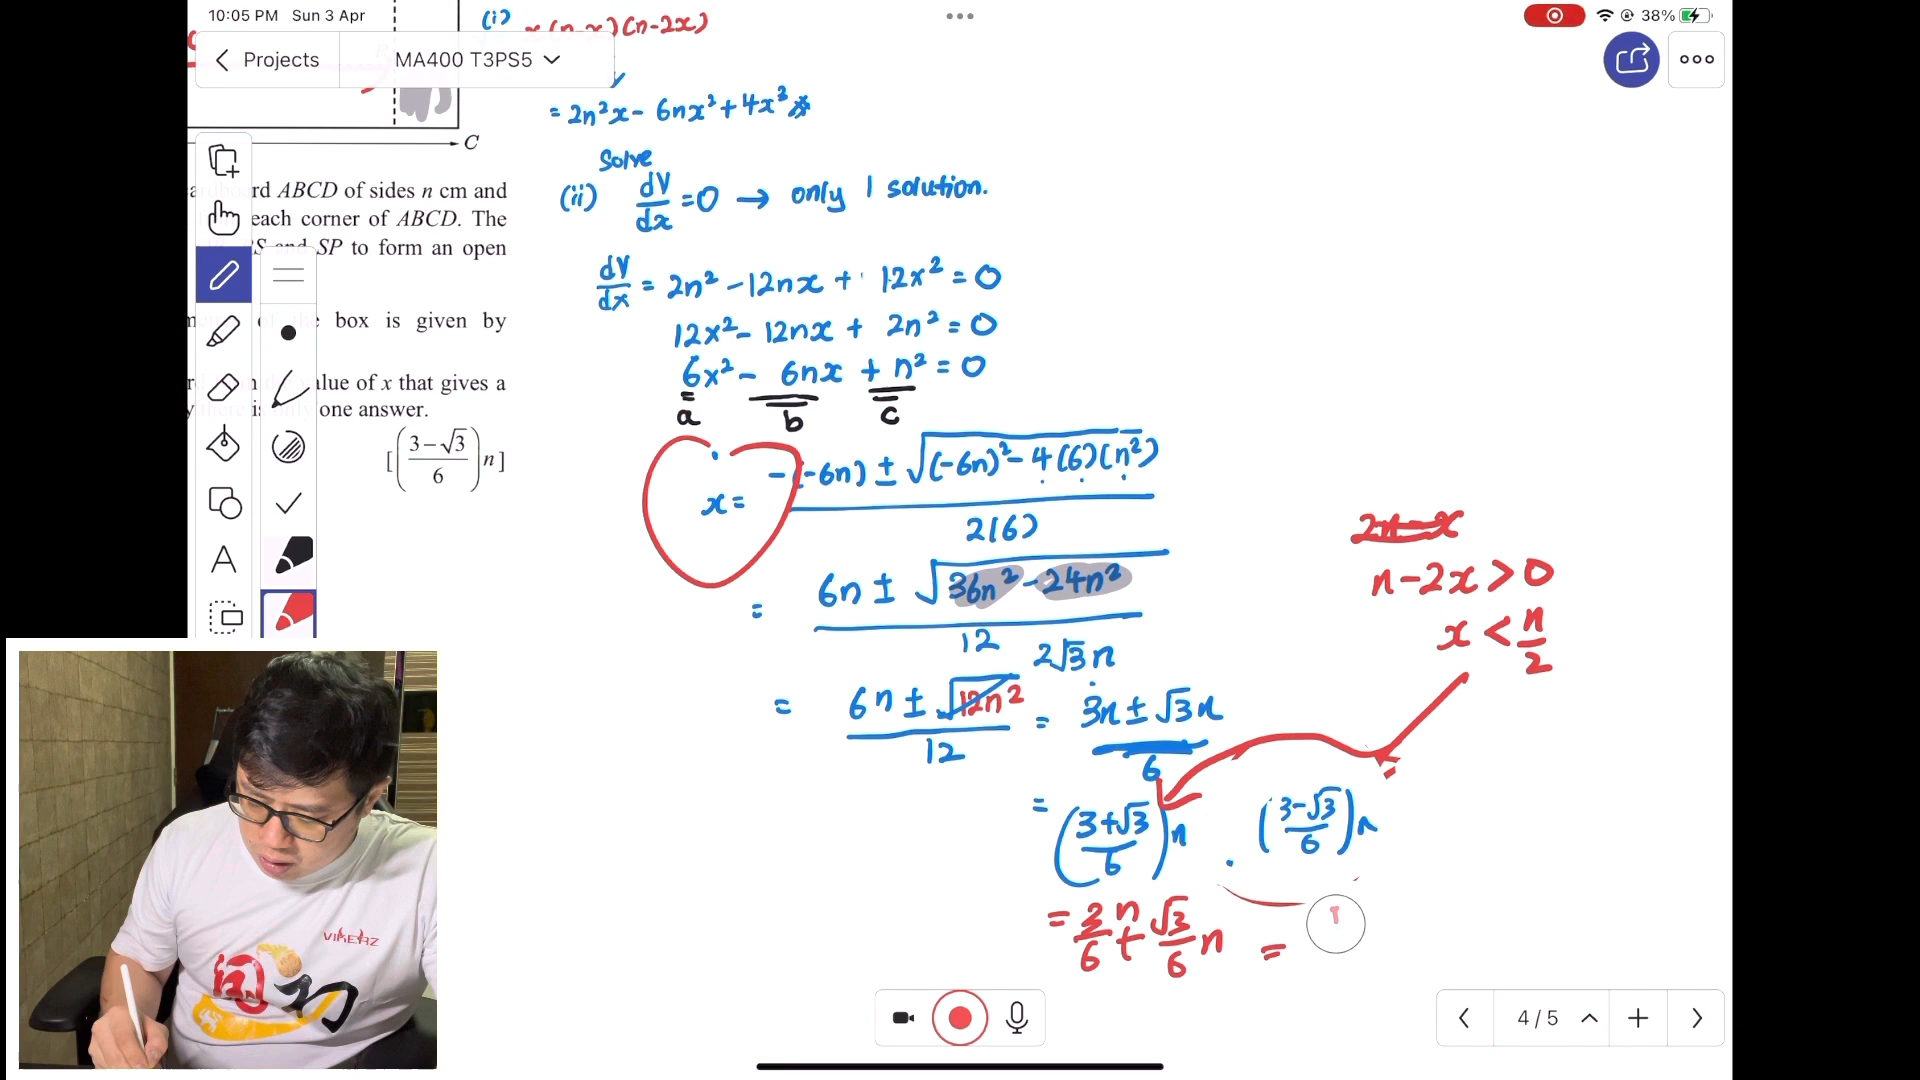 10:05 PM Sun 3 Apr
38%
Projects
MA400 T3PS5
C
ABCD of sides n cm and
each corner of ABCD. The
SP to form an open
box is given by
value of x that gives a
one answer.
[((3−√3)/6)n]
(i) x(n-x)(n-2x)
= 2n²x − 6nx² + 4x³
Solve
(ii) dV/dx = 0 → only 1 solution.
dV/dx = 2n² − 12nx + 12x² = 0
12x² − 12nx + 2n² = 0
6x² − 6nx + n² = 0
a b c
x = (−(−6n) ± √((−6n)² − 4(6)(n²)))/2(6)
= (6n ± √(36n² − 24n²))/12
2√3n
= (6n ± √12n²)/12 = (3n ± √3n)/6
= ((3+√3)/6)n . ((3−√3)/6)n
= 3/6 n + √3/6 n =
2n − x
n − 2x > 0
x < n/2
A
VIKERZ
4 / 5